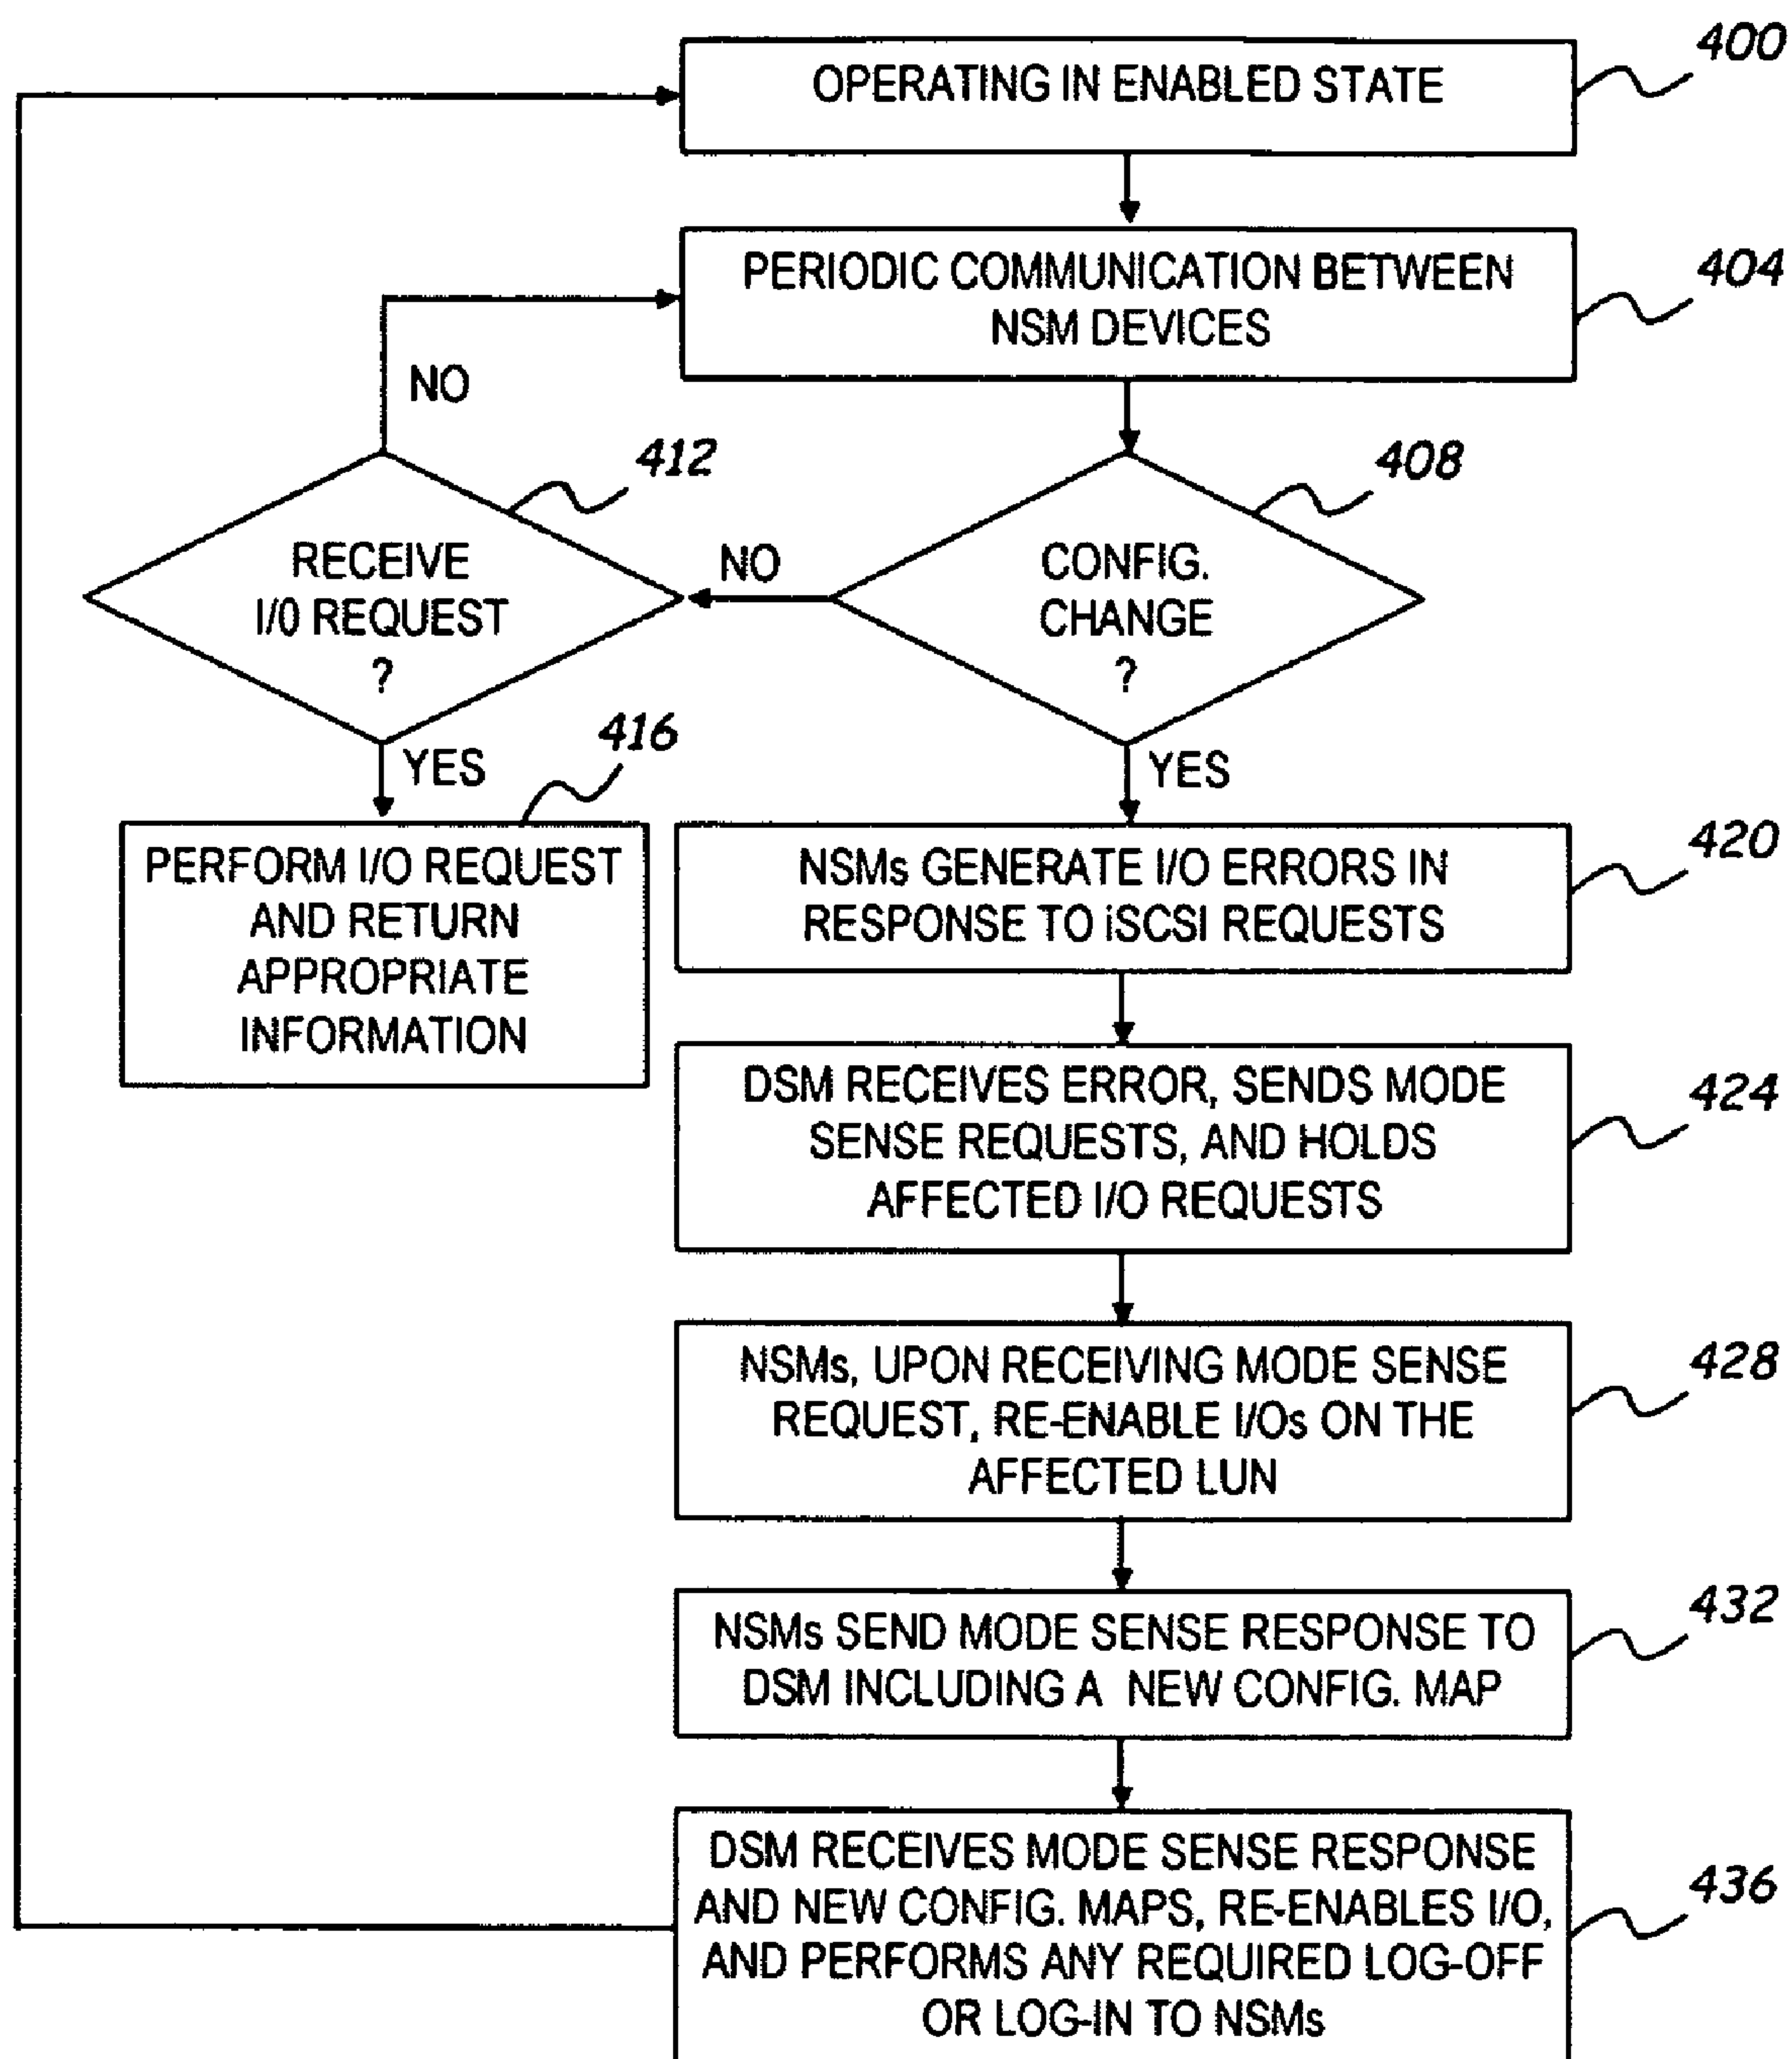 400
OPERATING IN ENABLED STATE
404
PERIODIC COMMUNICATION BETWEEN
NSM DEVICES
NO
412
408
RECEIVE
I/0 REQUEST
?
NO
CONFIG.
CHANGE
?
416
YES
YES
PERFORM I/O REQUEST
AND RETURN
APPROPRIATE
INFORMATION
420
NSMs GENERATE I/O ERRORS IN
RESPONSE TO iSCSI REQUESTS
424
DSM RECEIVES ERROR, SENDS MODE
SENSE REQUESTS, AND HOLDS
AFFECTED I/O REQUESTS
428
NSMs, UPON RECEIVING MODE SENSE
REQUEST, RE-ENABLE I/Os ON THE
AFFECTED LUN
432
NSMs SEND MODE SENSE RESPONSE TO
DSM INCLUDING A NEW CONFIG. MAP
436
DSM RECEIVES MODE SENSE RESPONSE
AND NEW CONFIG. MAPS, RE-ENABLES I/O,
AND PERFORMS ANY REQUIRED LOG-OFF
OR LOG-IN TO NSMs